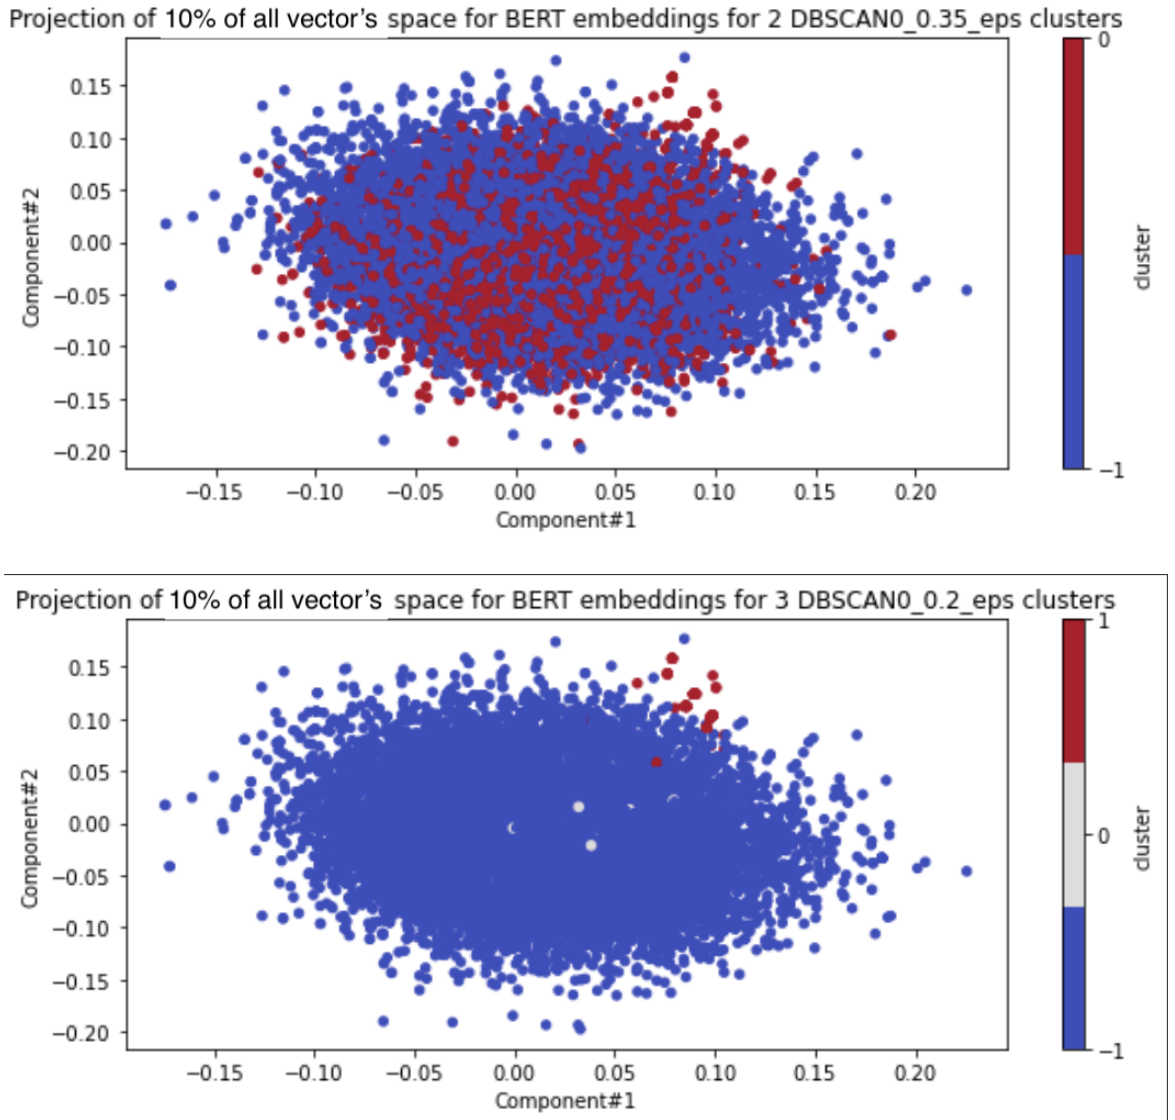 Projection of 10% of all vector’s space for BERT embeddings for 2 DBSCAN0_0.35_eps clusters
0
0.15
0.10
0.05
0.00
−0.05
−0.10
−0.15
−0.20
Component#2
cluster
−1
−0.15 −0.10 −0.05 0.00 0.05 0.10 0.15 0.20
Component#1
Projection of 10% of all vector’s space for BERT embeddings for 3 DBSCAN0_0.2_eps clusters
1
0.15
0.10
0.05
0.00
−0.05
−0.10
−0.15
−0.20
Component#2
0
cluster
−1
−0.15 −0.10 −0.05 0.00 0.05 0.10 0.15 0.20
Component#1